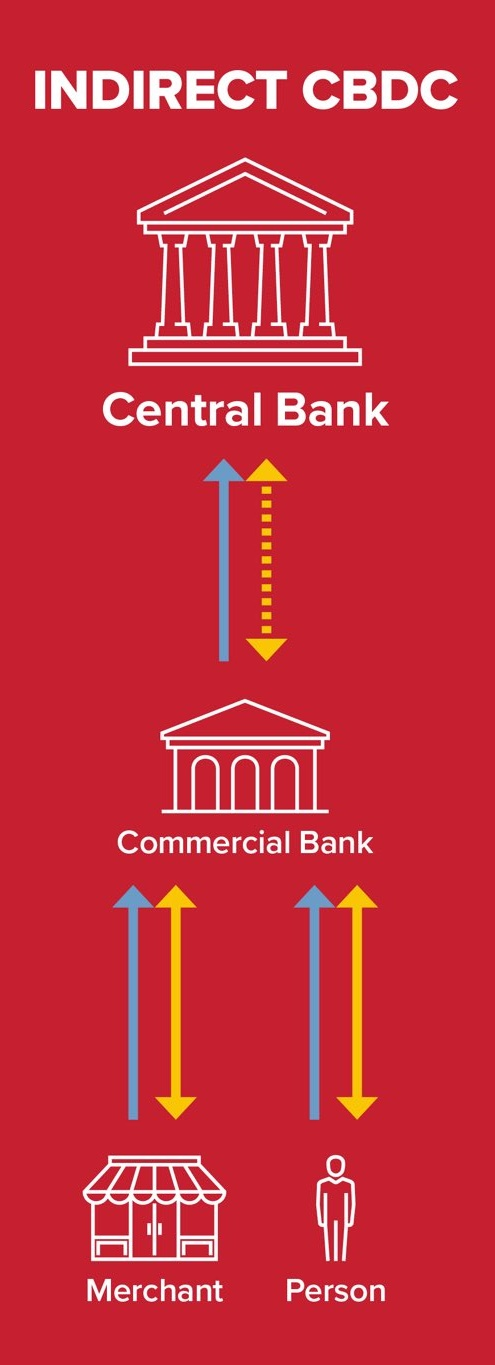 INDIRECT CBDC
Central Bank
Commercial Bank
Merchant
Person